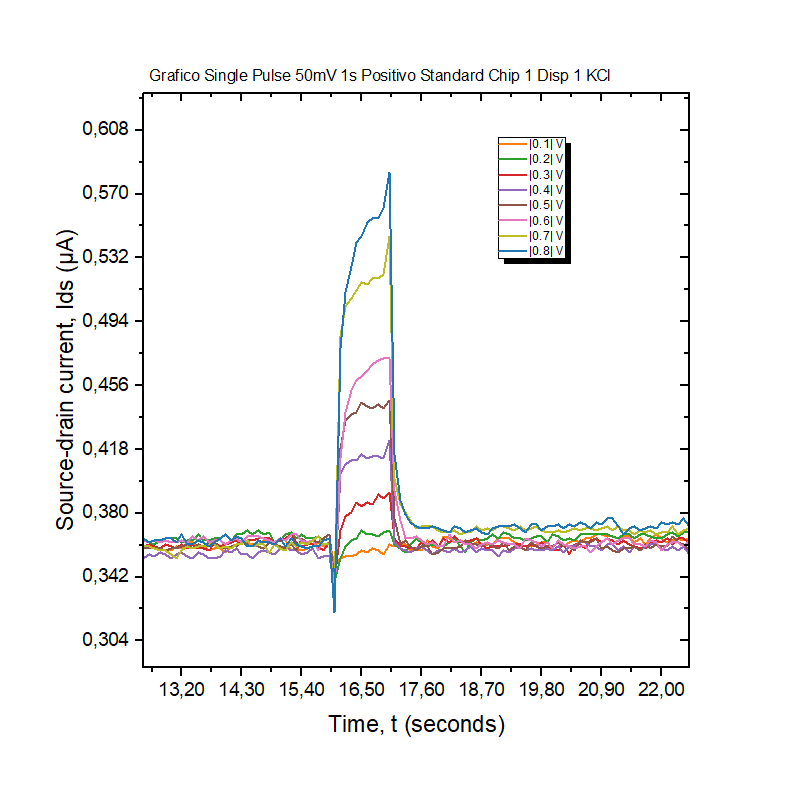 Grafico Single Pulse 50mV 1s Positivo Standard Chip 1 Disp 1 KCl
0,608
0,570
0,532
0,494
0,456
0,418
0,380
0,342
0,304
Source-drain current, Ids (µA)
|0.1| V
|0.2| V
|0.3| V
|0.4| V
|0.5| V
|0.6| V
|0.7| V
|0.8| V
13,20 14,30 15,40 16,50 17,60 18,70 19,80 20,90 22,00
Time, t (seconds)